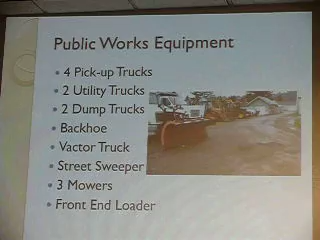 Public Works Equipment
• 4 Pick-up Trucks
• 2 Utility Trucks
• 2 Dump Trucks
• Backhoe
• Vactor Truck
• Street Sweeper
• 3 Mowers
• Front End Loader